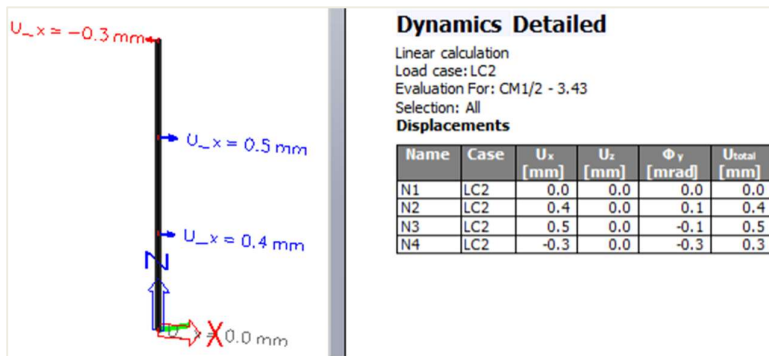 U_x = -0.3 mm
U_x = 0.5 mm
U_x = 0.4 mm
Z
X
0.0 mm
Dynamics Detailed
Linear calculation
Load case: LC2
Evaluation For: CM1/2 - 3.43
Selection: All
Displacements
Name Case Ux [mm] Uz [mm] Φy [mrad] Utotal [mm]
N1 LC2 0.0 0.0 0.0 0.0
N2 LC2 0.4 0.0 0.1 0.4
N3 LC2 0.5 0.0 -0.1 0.5
N4 LC2 -0.3 0.0 -0.3 0.3